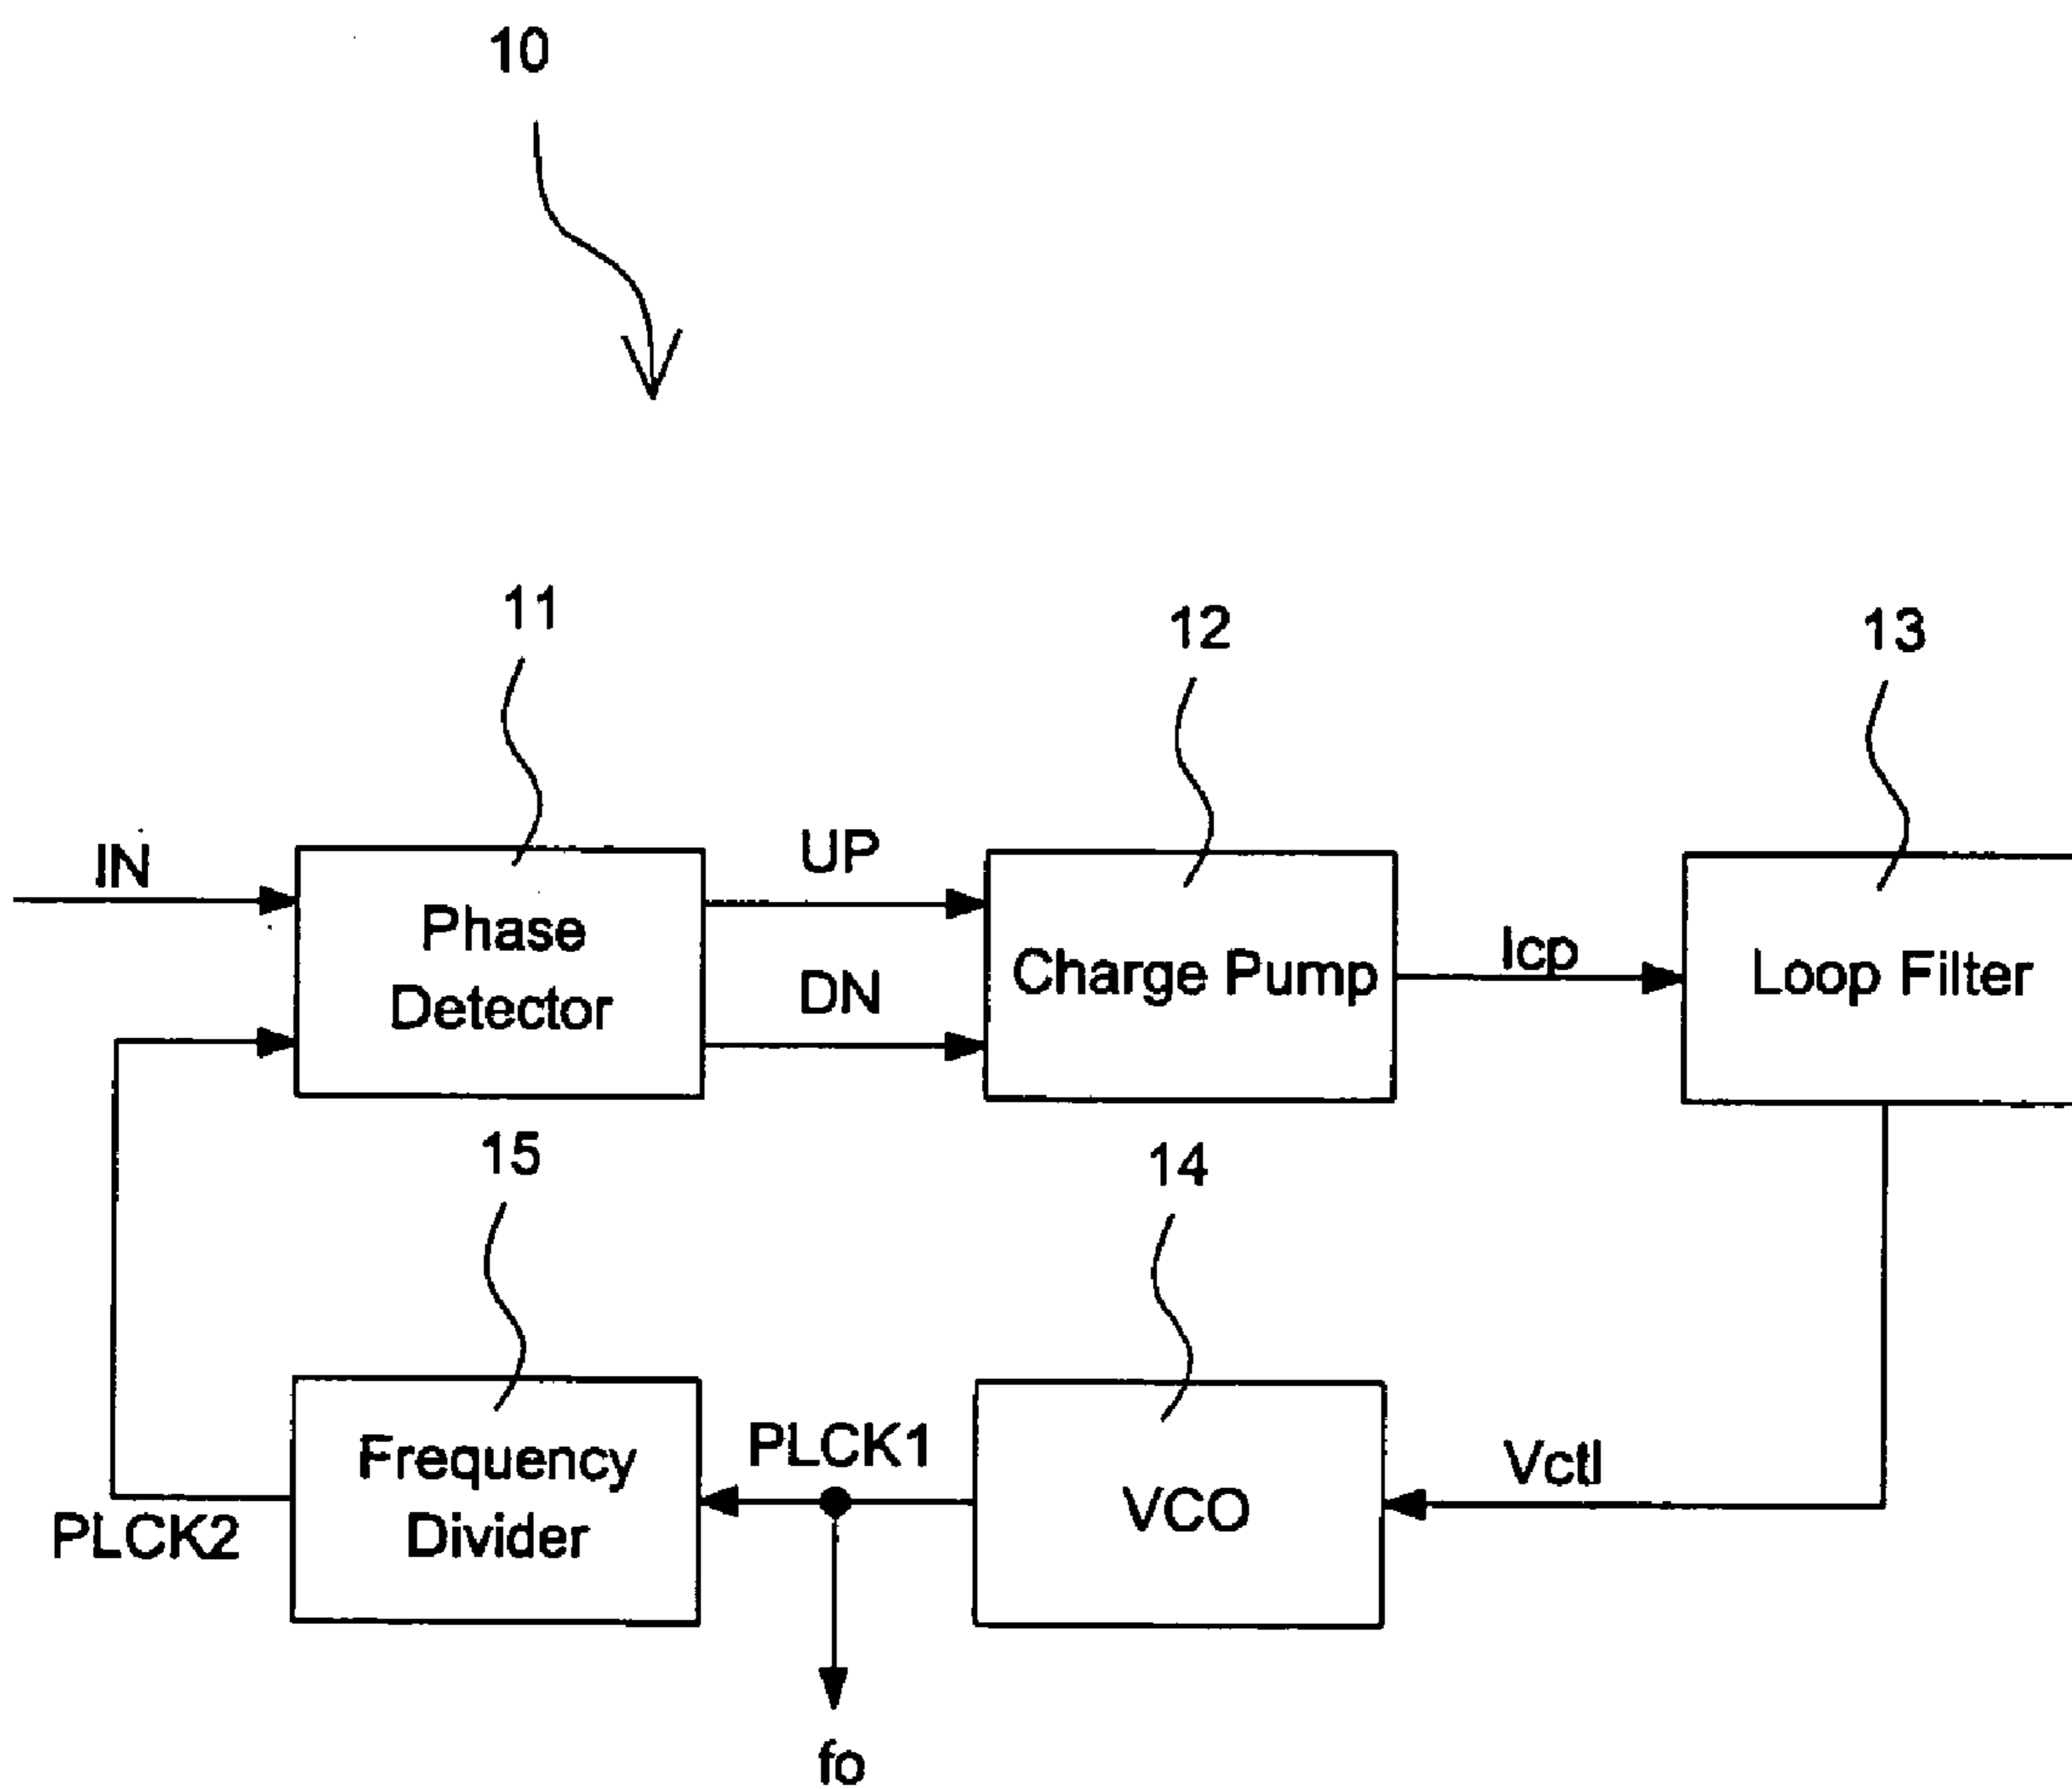 10
11
12
13
IN
UP
Phase
Detector
DN
Charge Pump
Icp
Loop Filter
15
14
PLCK1
Vctl
Frequency
Divider
VCO
PLCK2
fo